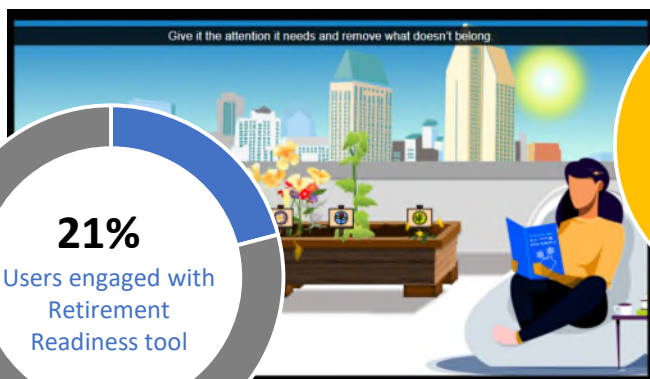 Give it the attention it needs and remove what doesn't belong.
21%
Users engaged with
Retirement
Readiness tool